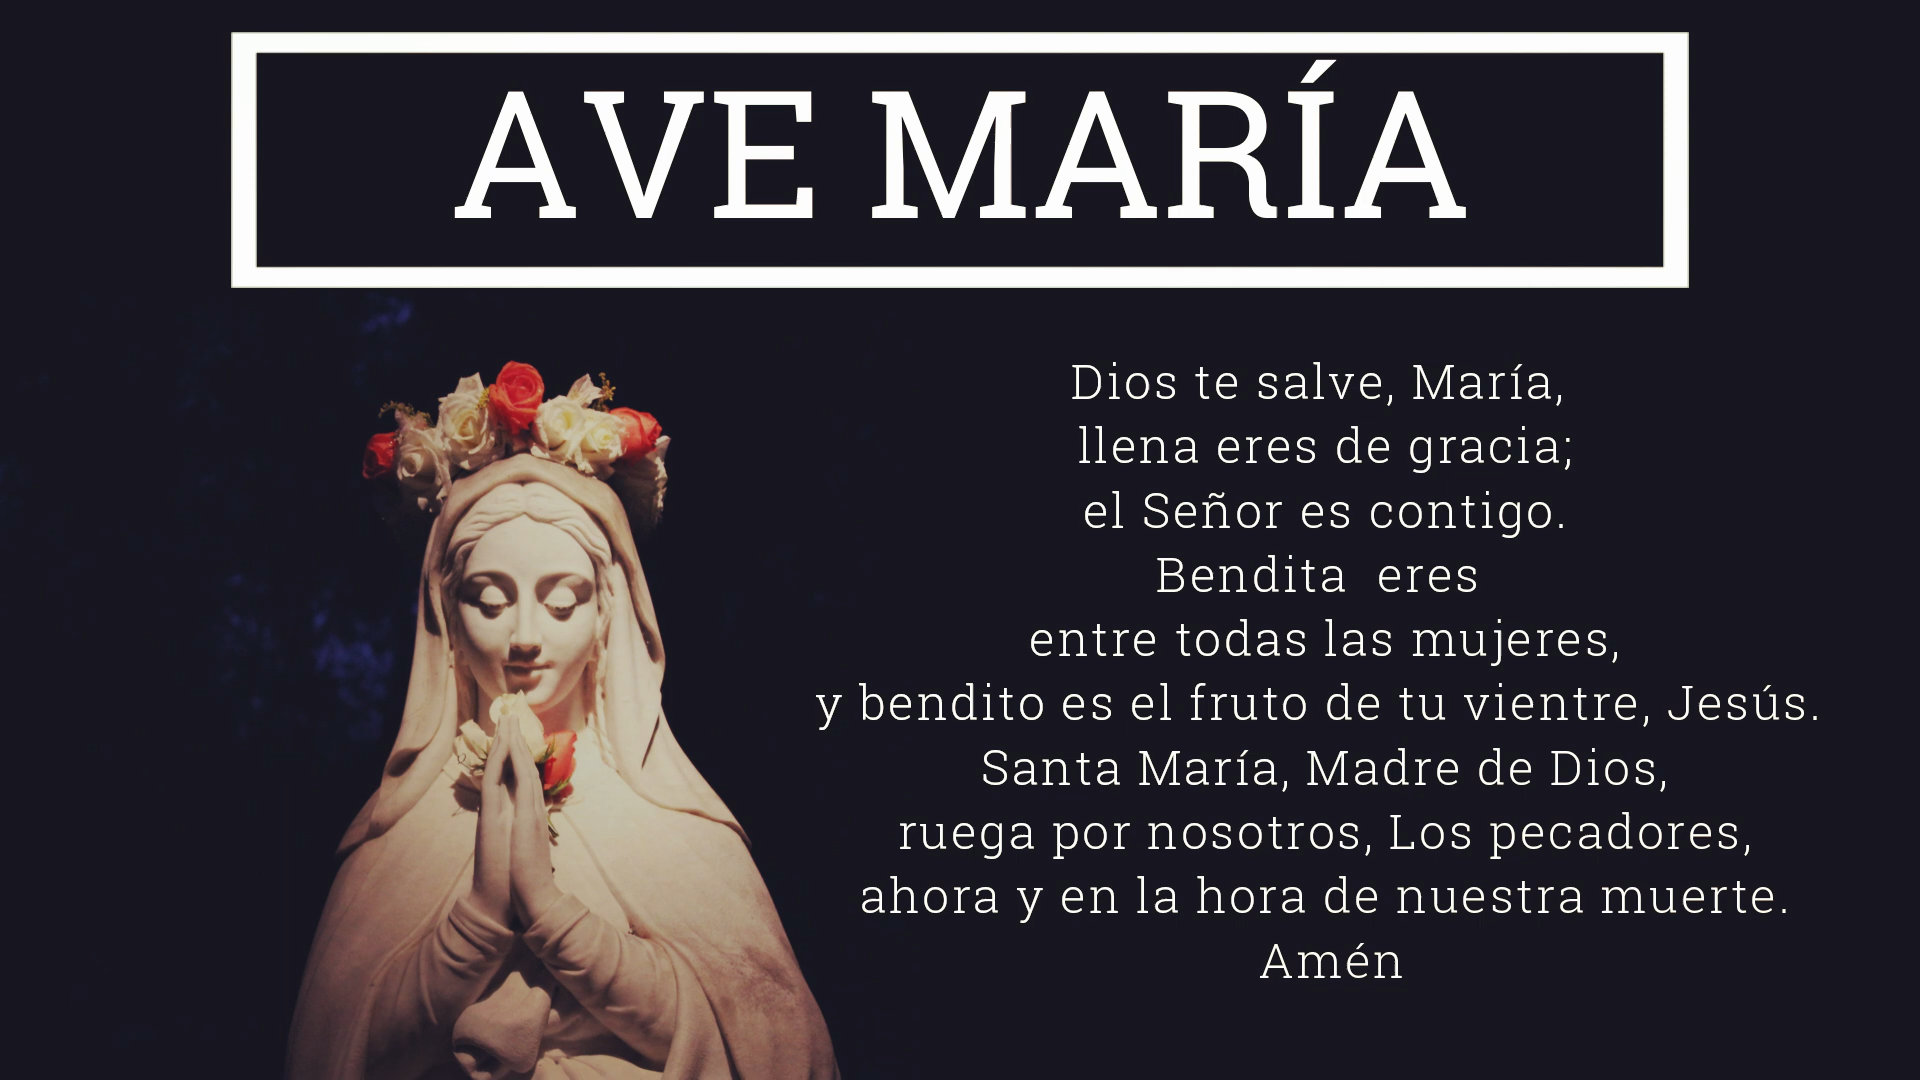 AVE MARÍA
Dios te salve, María,
llena eres de gracia;
el Señor es contigo.
Bendita  eres
entre todas las mujeres,
y bendito es el fruto de tu vientre, Jesús.
Santa María, Madre de Dios,
ruega por nosotros, Los pecadores,
ahora y en la hora de nuestra muerte.
Amén